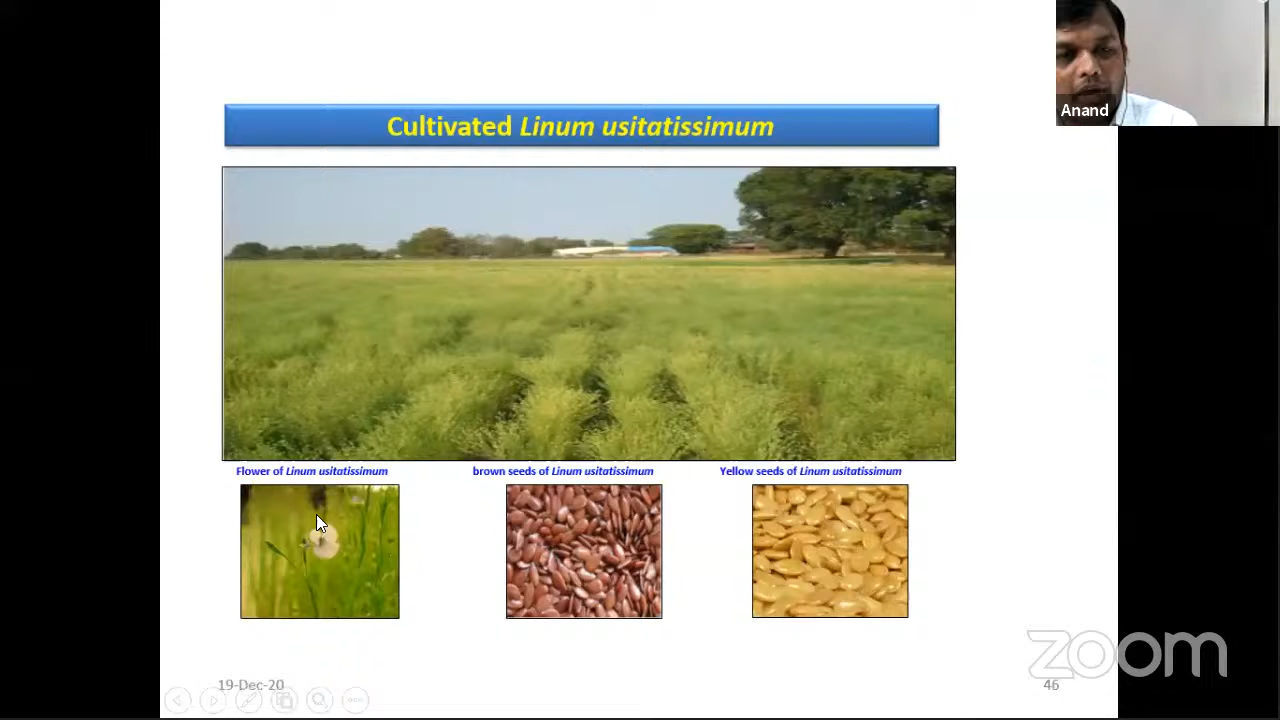 Cultivated Linum usitatissimum
Anand
Flower of Linum usitatissimum
brown seeds of Linum usitatissimum
Yellow seeds of Linum usitatissimum
zoom
19-Dec-20
46